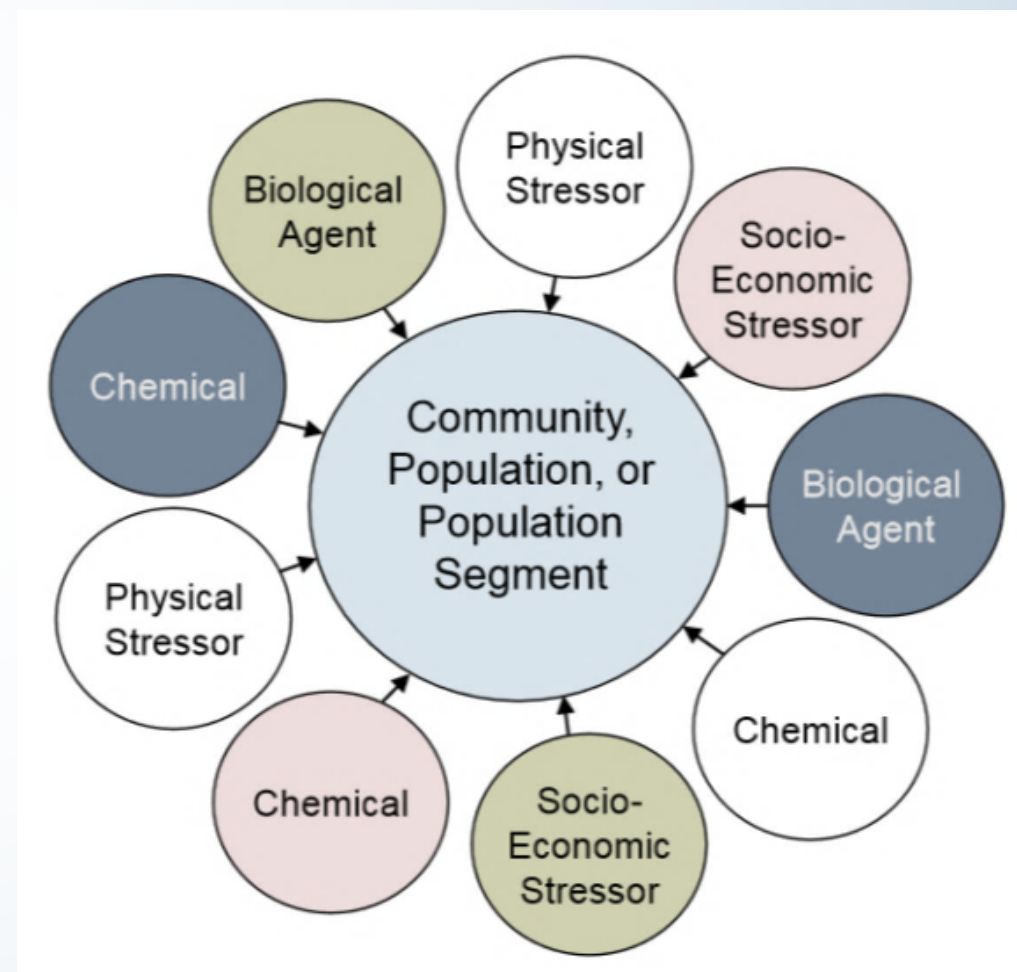 Physical
Stressor
Socio-
Economic
Stressor
Biological
Agent
Chemical
Socio-
Economic
Stressor
Chemical
Physical
Stressor
Chemical
Biological
Agent
Community,
Population, or
Population
Segment